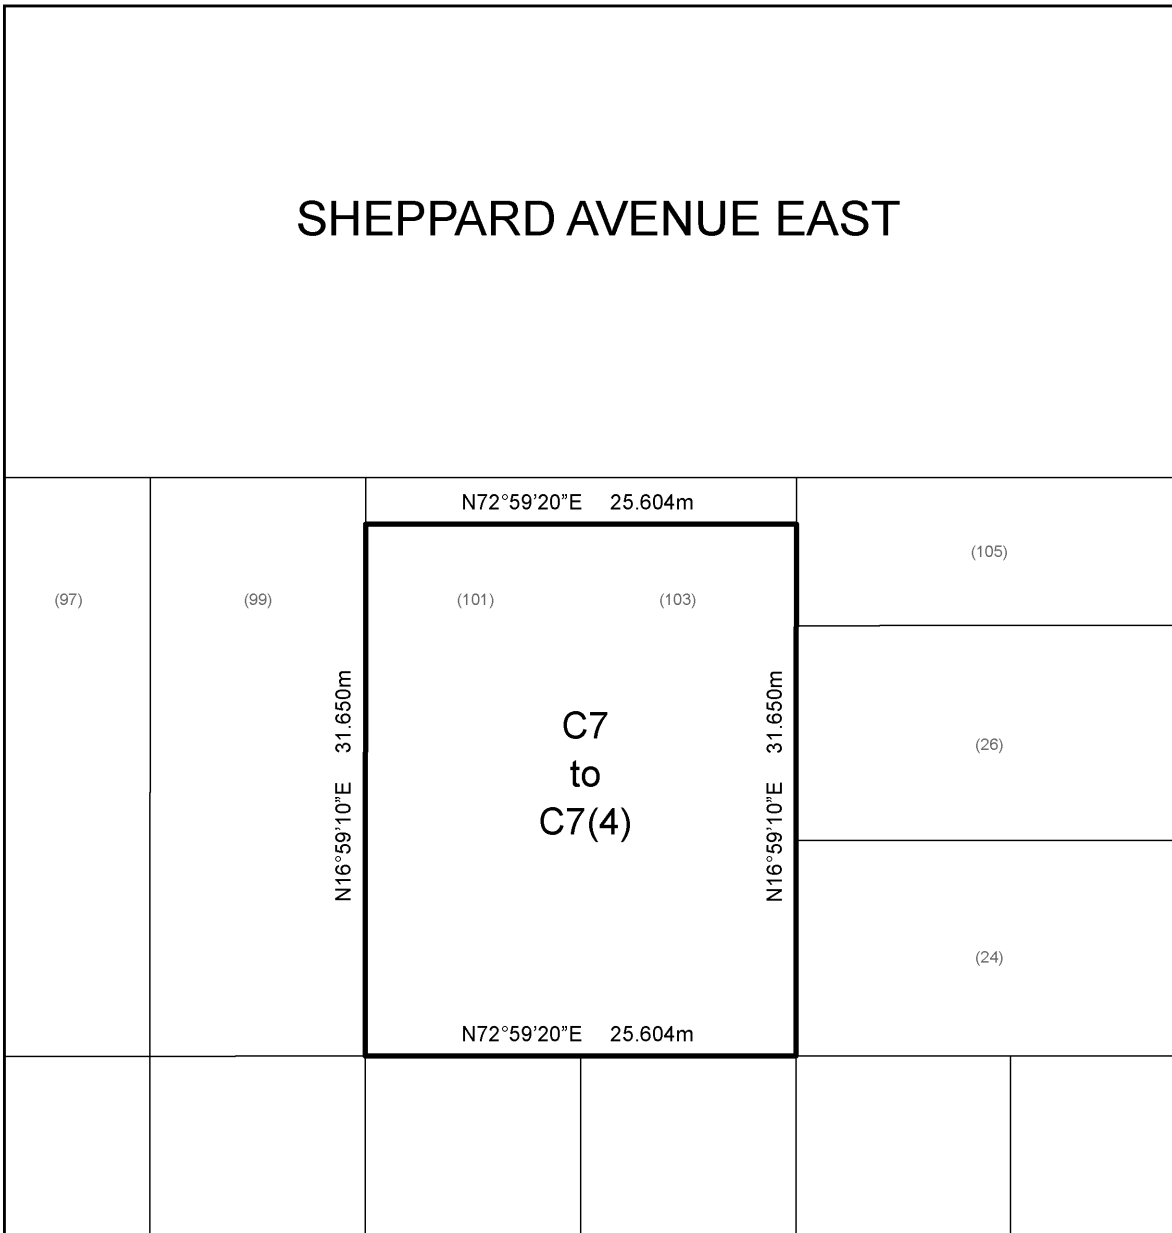 SHEPPARD AVENUE EAST
N72°59'20”E 25.604m
(105)
(97)
(99)
(101)
(103)
N16°59'10”E 31.650m
C7
to
C7(4)
N16°59'10”E 31.650m
(26)
(24)
N72°59'20”E 25.604m